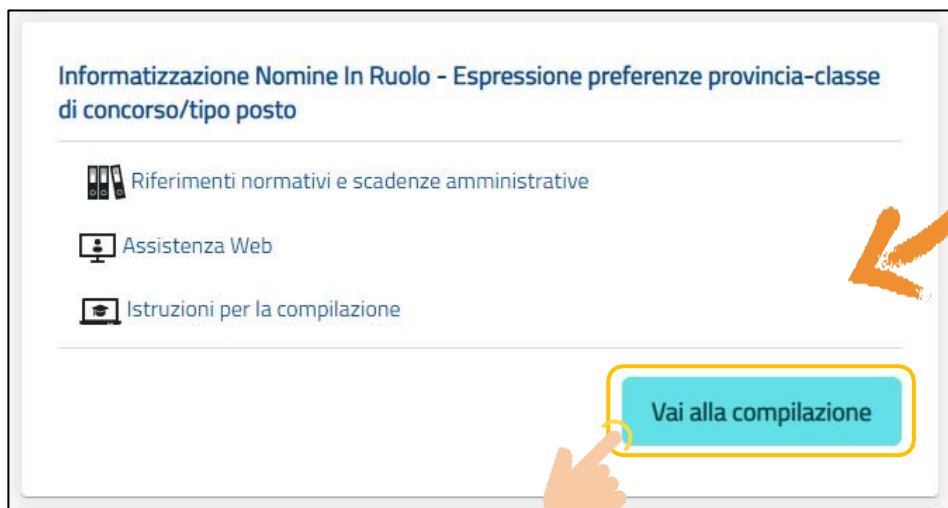 Informatizzazione Nomine In Ruolo - Espressione preferenze provincia-classe
di concorso/tipo posto
Riferimenti normativi e scadenze amministrative
Assistenza Web
Istruzioni per la compilazione
Vai alla compilazione